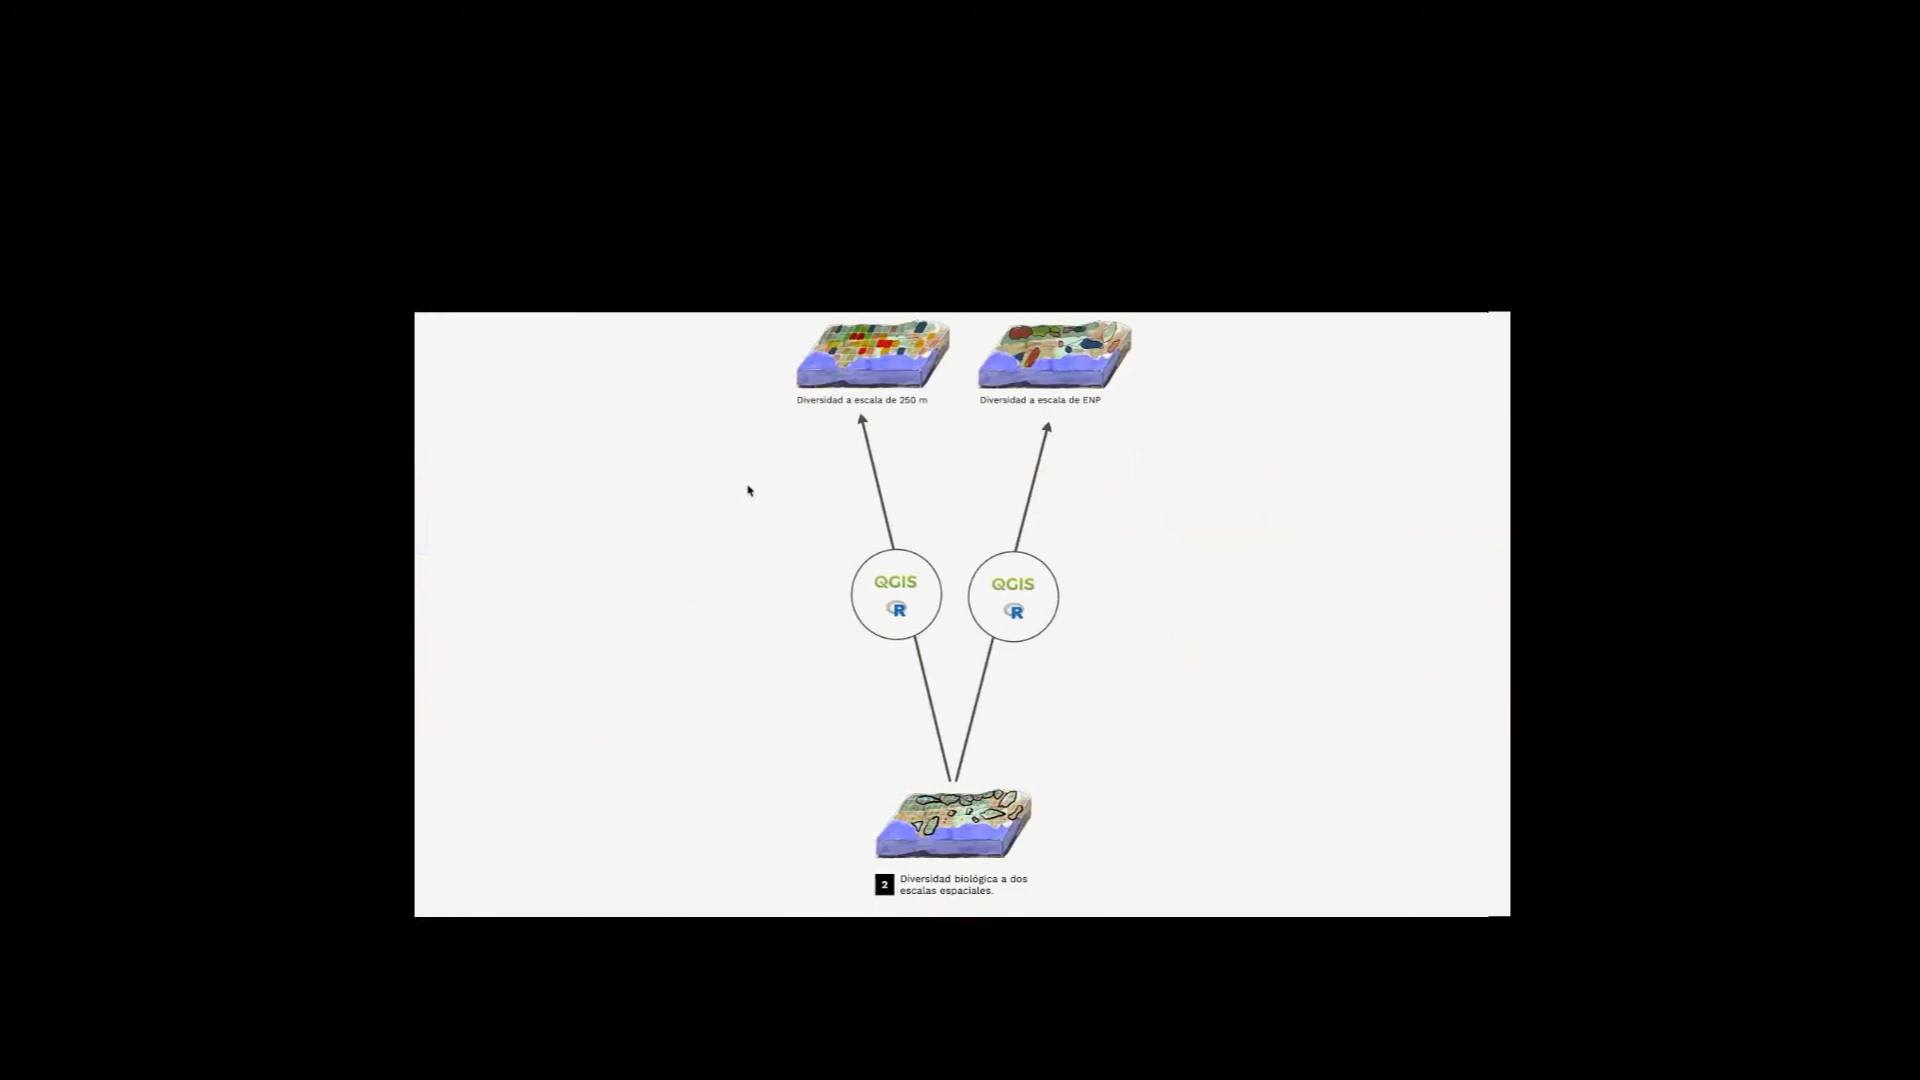 Diversidad a escala de 250 m
Diversidad a escala de ENP
QGIS
R
QGIS
R
2
Diversidad biológica a dos
escalas espaciales.